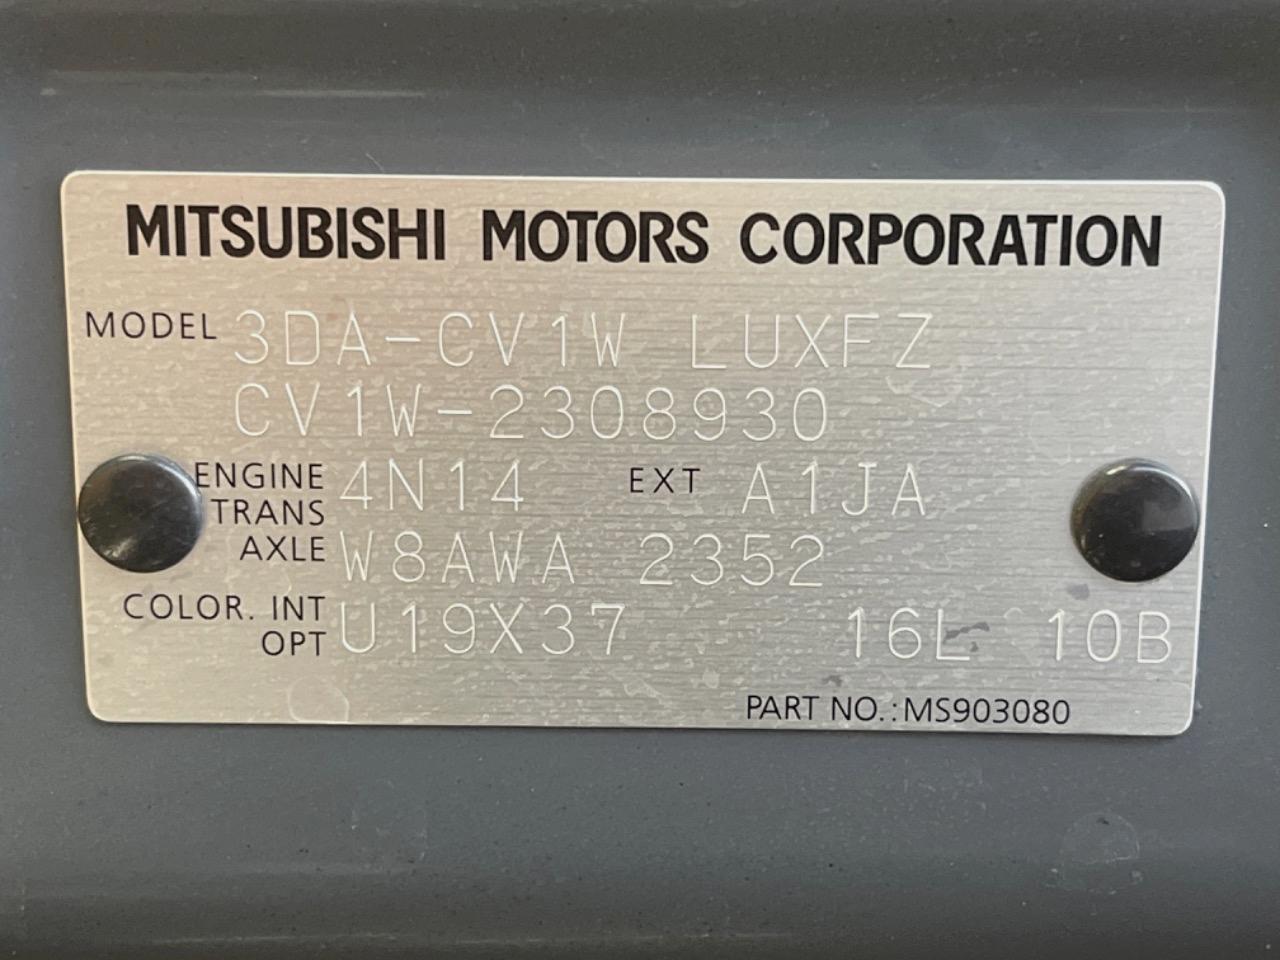 MITSUBISHI MOTORS CORPORATION
MODEL 3DA-CV1W LUXFZ
CV1W-2308930
ENGINE 4N14 EXT A1JA
TRANS
AXLE W8AWA 2352
COLOR. INT
OPT U19X37 16L 10B
PART NO.:MS903080